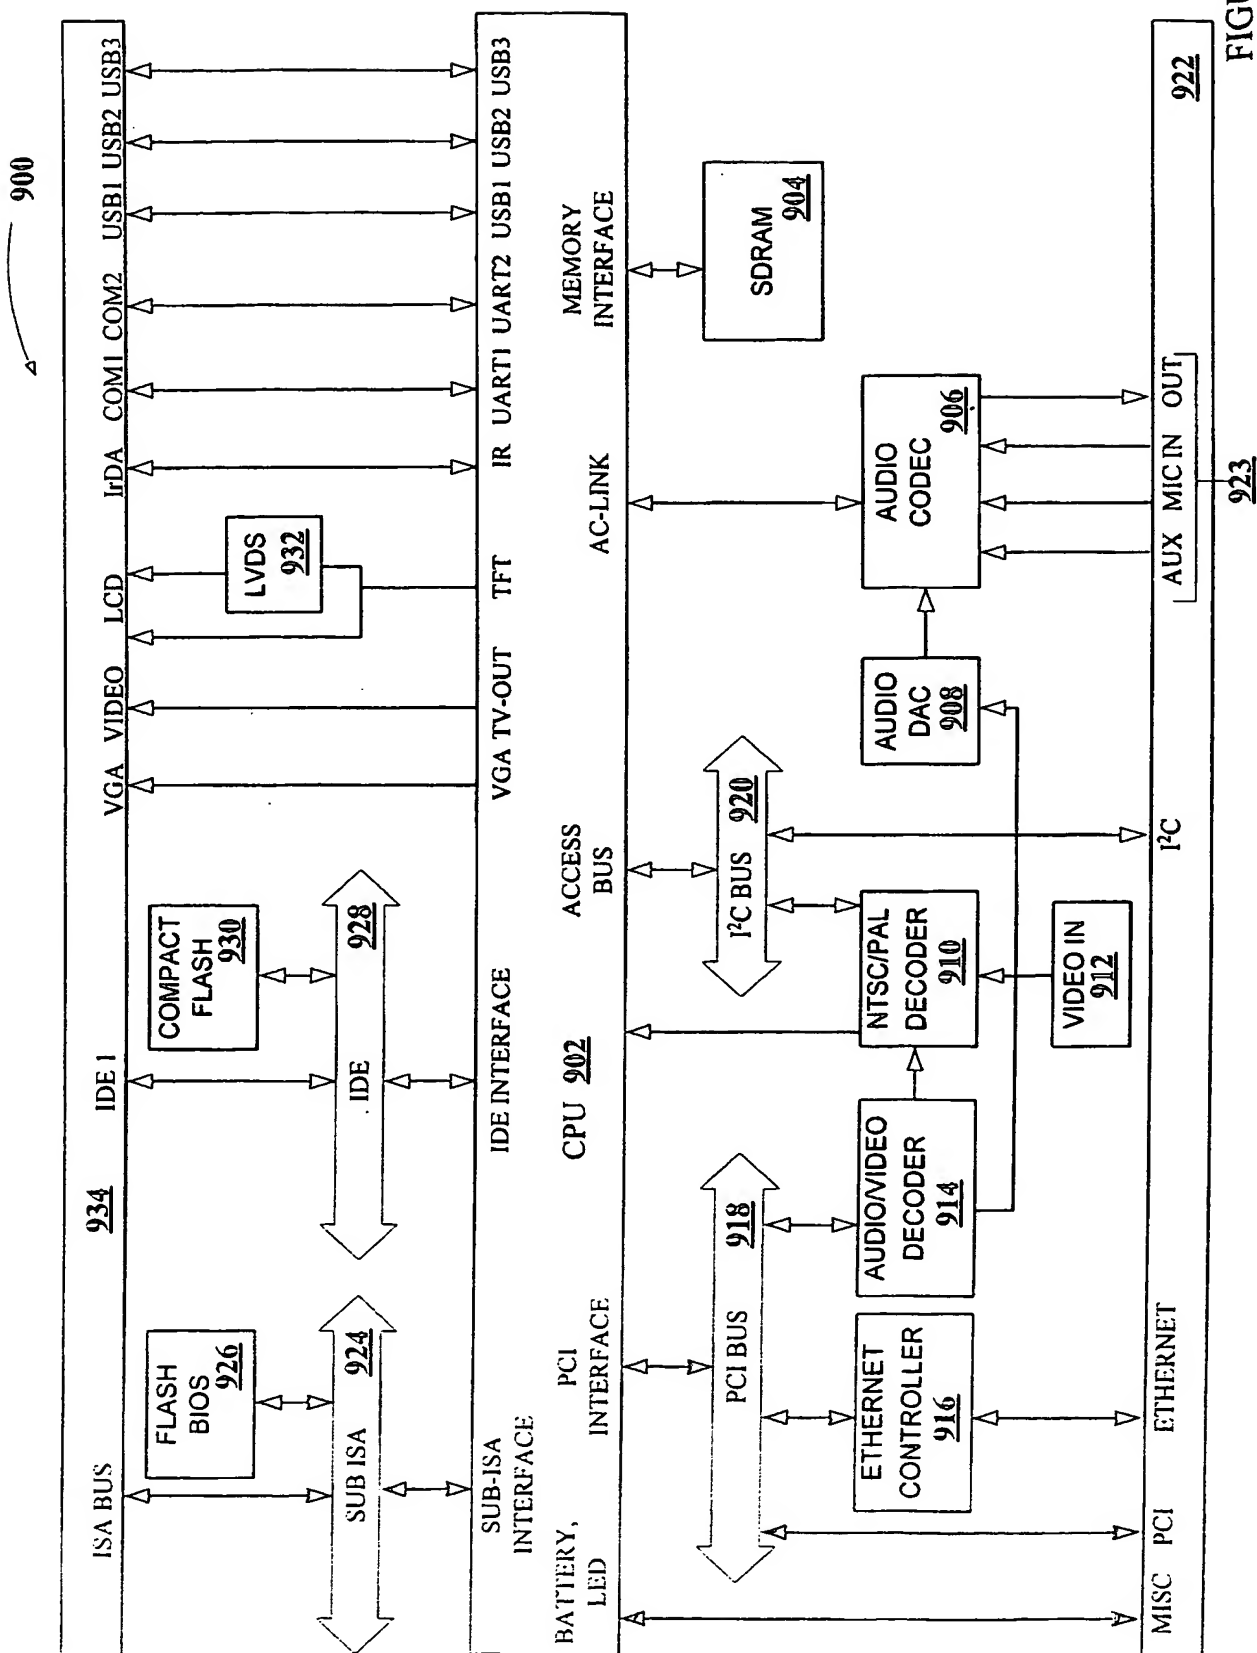 900
934
ISA BUS
IDE 1
VGA
VIDEO
LCD
IrDA
COM1
COM2
USB1
USB2
USB3
FLASH
BIOS
926
COMPACT
FLASH
930
LVDS
932
SUB ISA
924
IDE
928
SUB-ISA
INTERFACE
IDE INTERFACE
VGA
TV-OUT
TFT
IR
UART1
UART2
USB1
USB2
USB3
CPU 902
BATTERY,
LED
PCI
INTERFACE
ACCESS
BUS
AC-LINK
MEMORY
INTERFACE
PCI BUS
918
I²C BUS
920
SDRAM
904
ETHERNET
CONTROLLER
916
AUDIO/VIDEO
DECODER
914
NTSC/PAL
DECODER
910
AUDIO
DAC
908
AUDIO
CODEC
906
VIDEO IN
912
MISC
PCI
ETHERNET
I²C
AUX
MIC IN
OUT
922
923